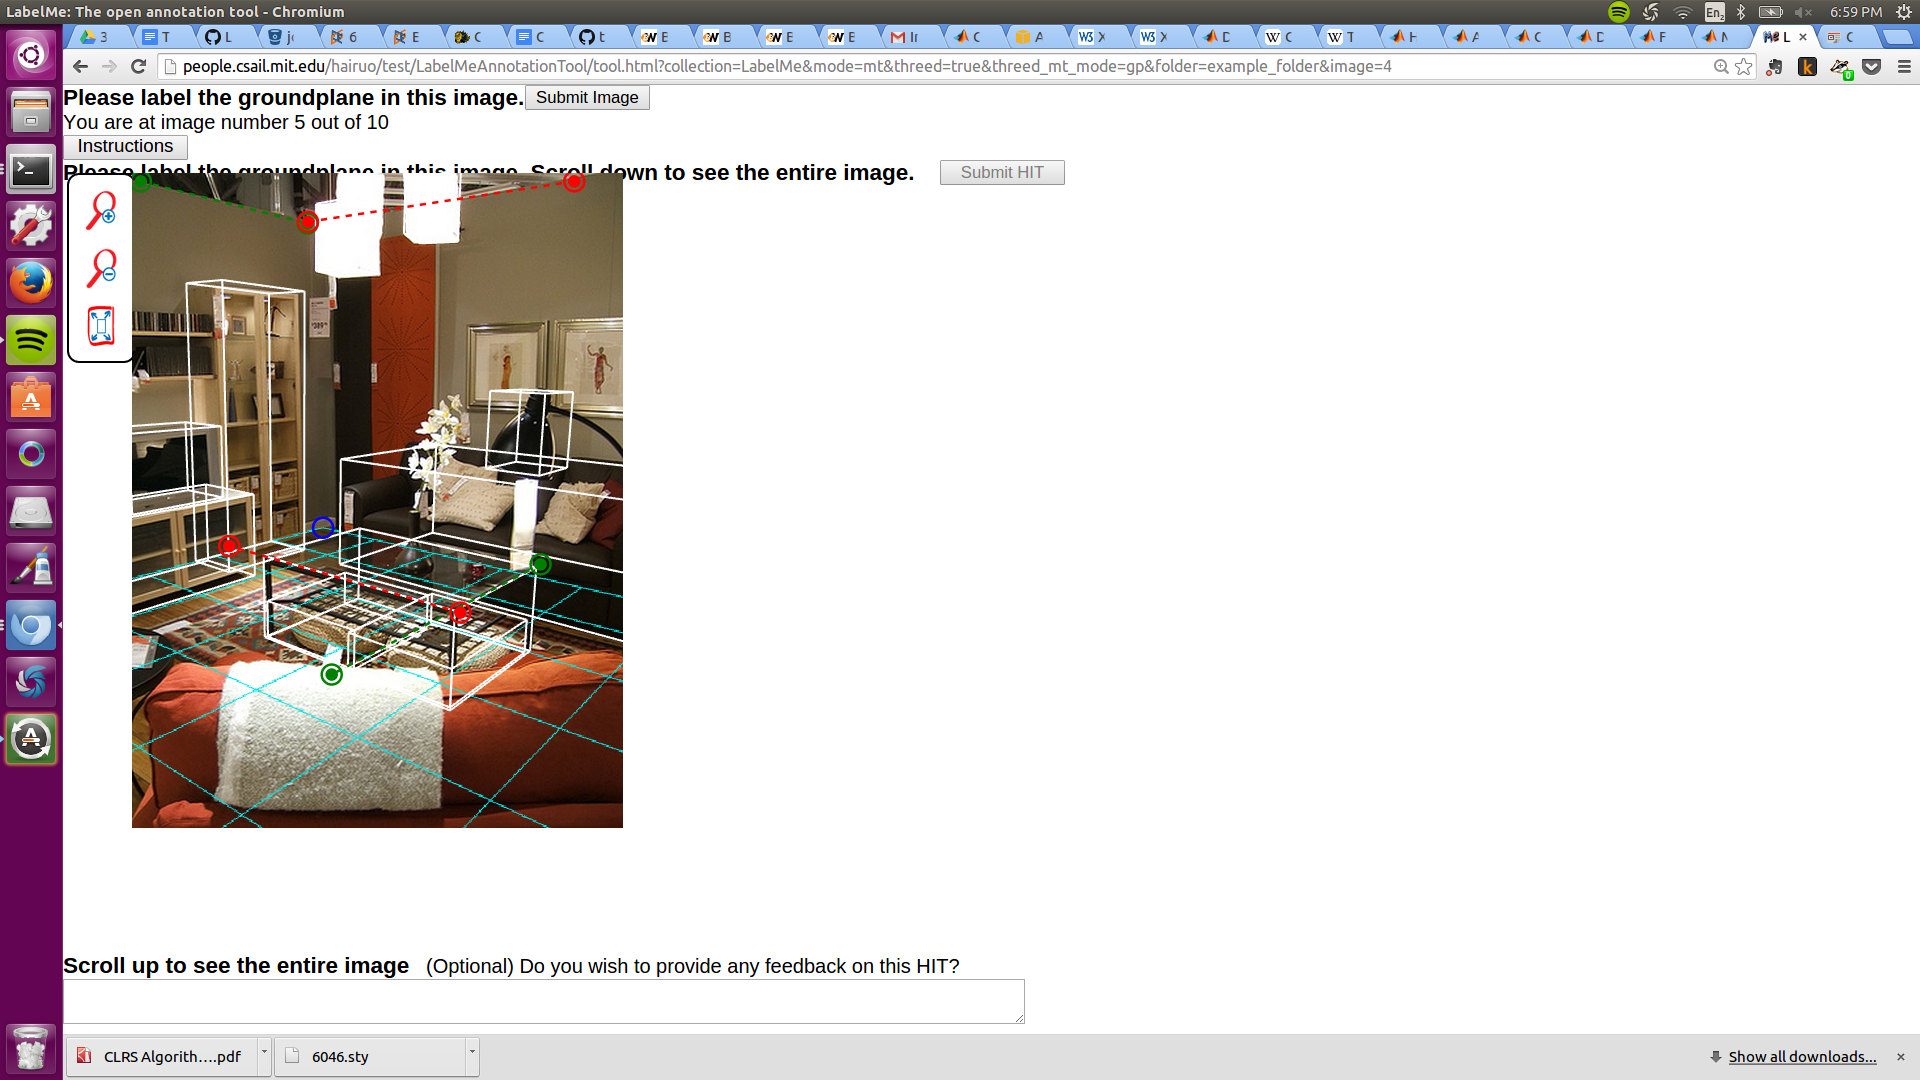 LabelMe: The open annotation tool - Chromium
En₂
6:59 PM
3
T
L
6
E
C
C
t
E
B
E
E
C
A
W3 X
W3 X
D
W C
W T
H
A
C
D
F
L
C
people.csail.mit.edu/hairuo/test/LabelMeAnnotationTool/tool.html?collection=LabelMe&mode=mt&threed=true&threed_mt_mode=gp&folder=example_folder&image=4
0
Please label the groundplane in this image.
Submit Image
You are at image number 5 out of 10
Instructions
Please label the groundplane in this image. Scroll down to see the entire image.
Submit HIT
Scroll up to see the entire image
(Optional) Do you wish to provide any feedback on this HIT?
CLRS Algorith....pdf
6046.sty
Show all downloads...